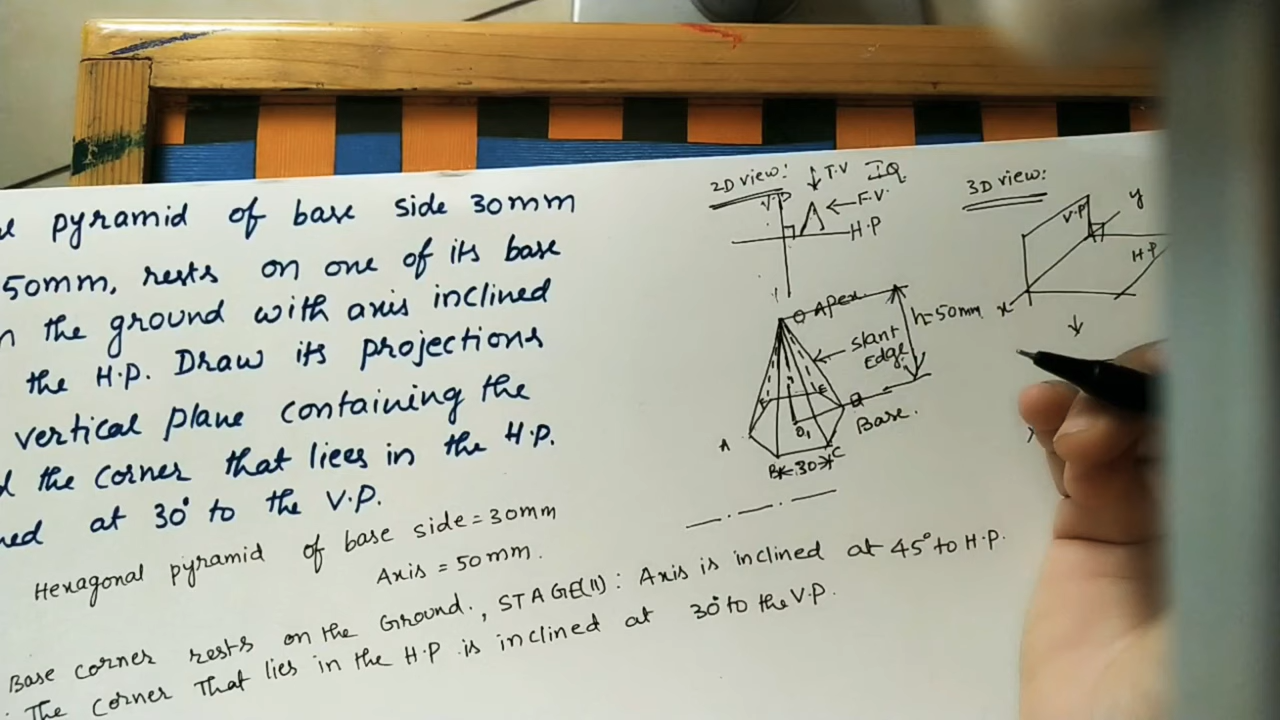 pyramid of base side 30mm
50mm, rests on one of its base
the ground with axis inclined
the H.P. Draw its projections
vertical plane containing the
the corner that liees in the H.P.
at 30° to the V.P.
Hexagonal pyramid of base side = 30mm
Axis = 50mm.
Base corner rests on the Ground., STAGE(II): Axis is inclined at 45° to H.P.
The corner that lies in the H.P is inclined at 30° to the V.P.
2D view:
T.V
IQ
V.P
F.V.
H.P
O Apex
h=50mm
slant
Edge
A
E
O1
Base.
B
30
C
3D view:
V.P
y
H.P
x